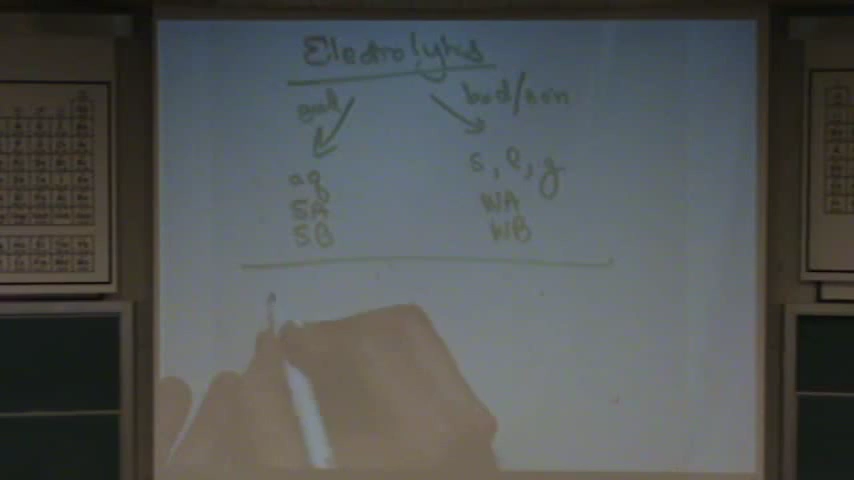 Electrolytes
good bad/non
aq s, l, g
SA WA
SB WB